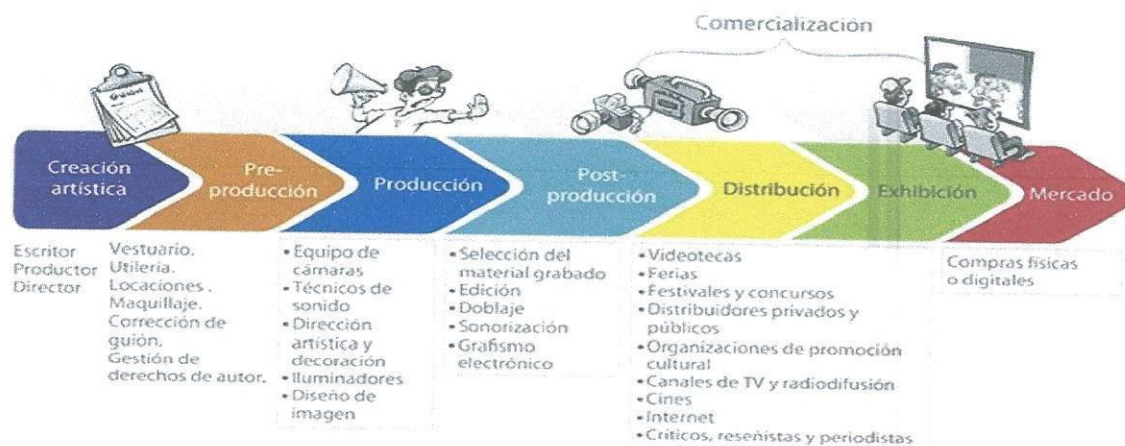 Comercialización
Creación
artística
Pre-
producción
Producción
Post-
producción
Distribución
Exhibición
Mercado
Escritor
Productor
Director
Vestuario.
Utilería.
Locaciones .
Maquillaje.
Corrección de
guión.
Gestión de
derechos de autor.
• Equipo de
cámaras
• Técnicos de
sonido
• Dirección
artística y
decoración
• Iluminadores
• Diseño de
imagen
• Selección del
material grabado
• Edición
• Doblaje
• Sonorización
• Grafismo
electrónico
• Videotecas
• Ferias
• Festivales y concursos
• Distribuidores privados y
públicos
• Organizaciones de promoción
cultural
• Canales de TV y radiodifusión
• Cines
• Internet
• Críticos, reseñistas y periodistas
Compras físicas
o digitales